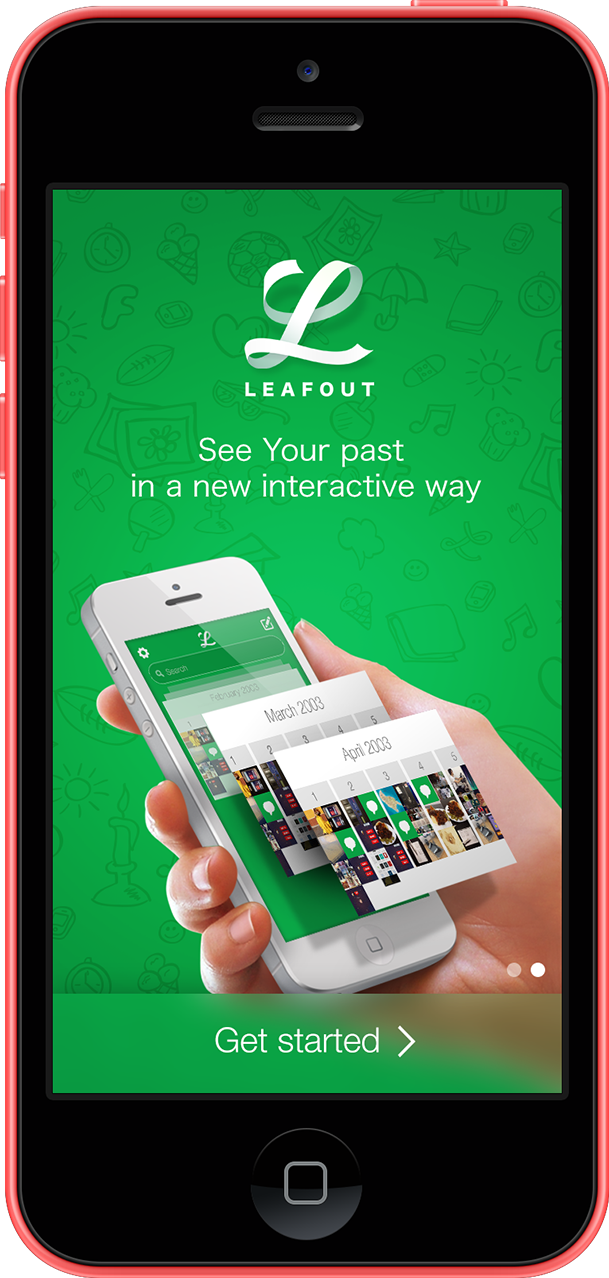 L
LEAFOUT
See Your past
in a new interactive way
L
Search
February 2003
March 2003
April 2003
1
1 2 3 4 5
1 2 3 4 5
Get started